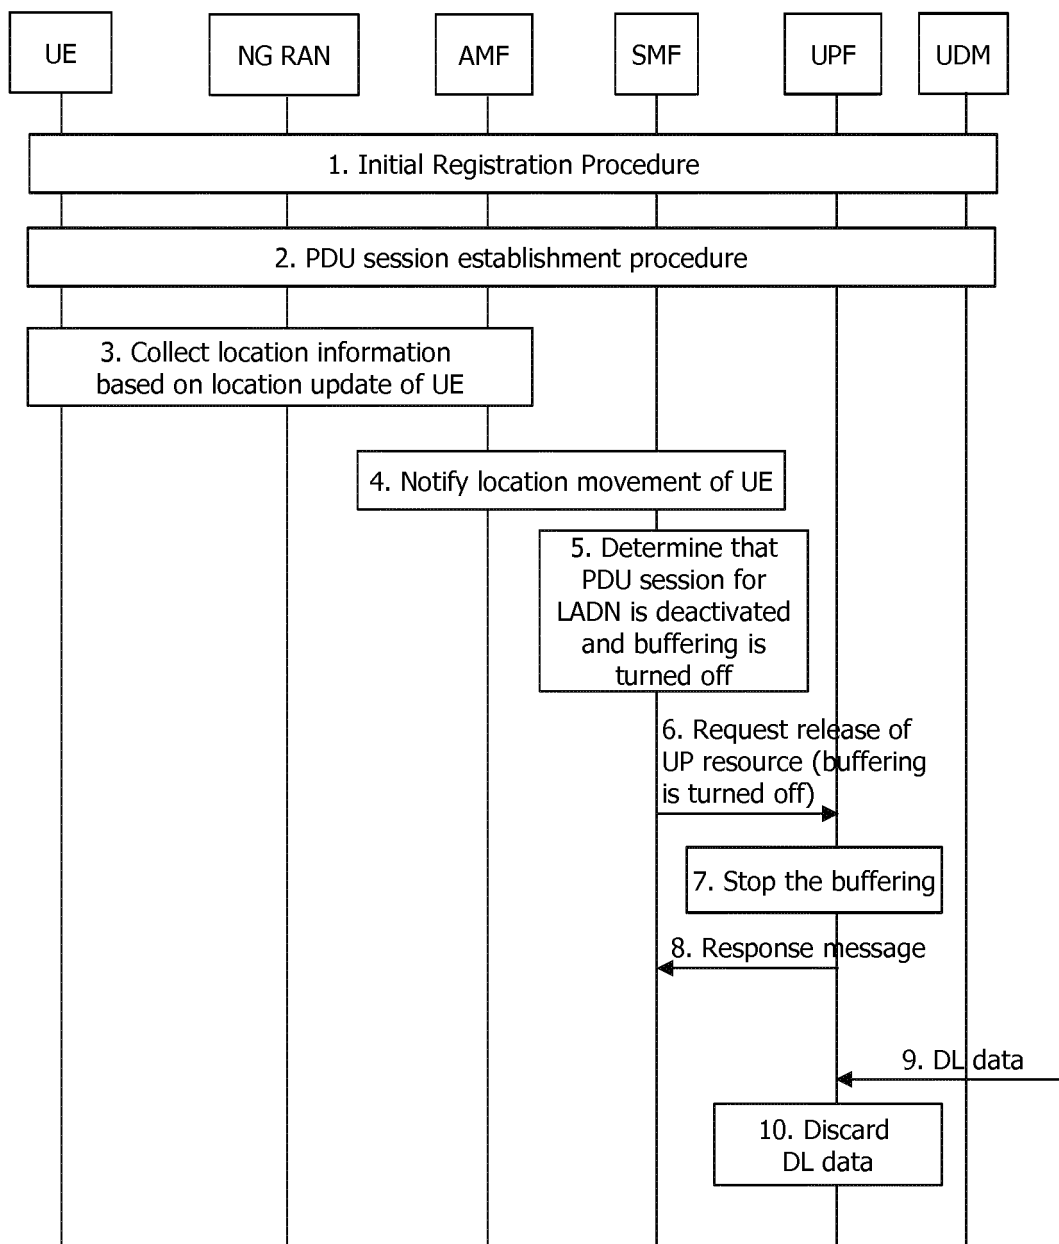 UE
NG RAN
AMF
SMF
UPF
UDM
1. Initial Registration Procedure
2. PDU session establishment procedure
3. Collect location information
based on location update of UE
4. Notify location movement of UE
5. Determine that
PDU session for
LADN is deactivated
and buffering is
turned off
6. Request release of
UP resource (buffering
is turned off)
7. Stop the buffering
8. Response message
9. DL data
10. Discard
DL data